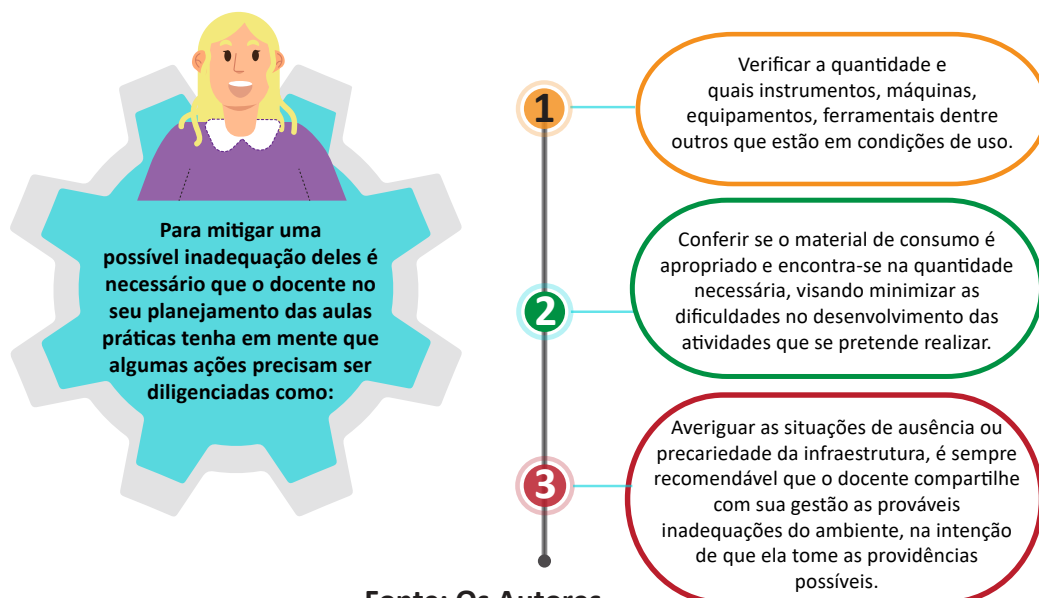 Para mitigar uma
possível inadequação deles é
necessário que o docente no
seu planejamento das aulas
práticas tenha em mente que
algumas ações precisam ser
diligenciadas como:
1
Verificar a quantidade e
quais instrumentos, máquinas,
equipamentos, ferramentais dentre
outros que estão em condições de uso.
2
Conferir se o material de consumo é
apropriado e encontra-se na quantidade
necessária, visando minimizar as
dificuldades no desenvolvimento das
atividades que se pretende realizar.
3
Averiguar as situações de ausência ou
precariedade da infraestrutura, é sempre
recomendável que o docente compartilhe
com sua gestão as prováveis
inadequações do ambiente, na intenção
de que ela tome as providências
possíveis.
Fonte: Os Autores